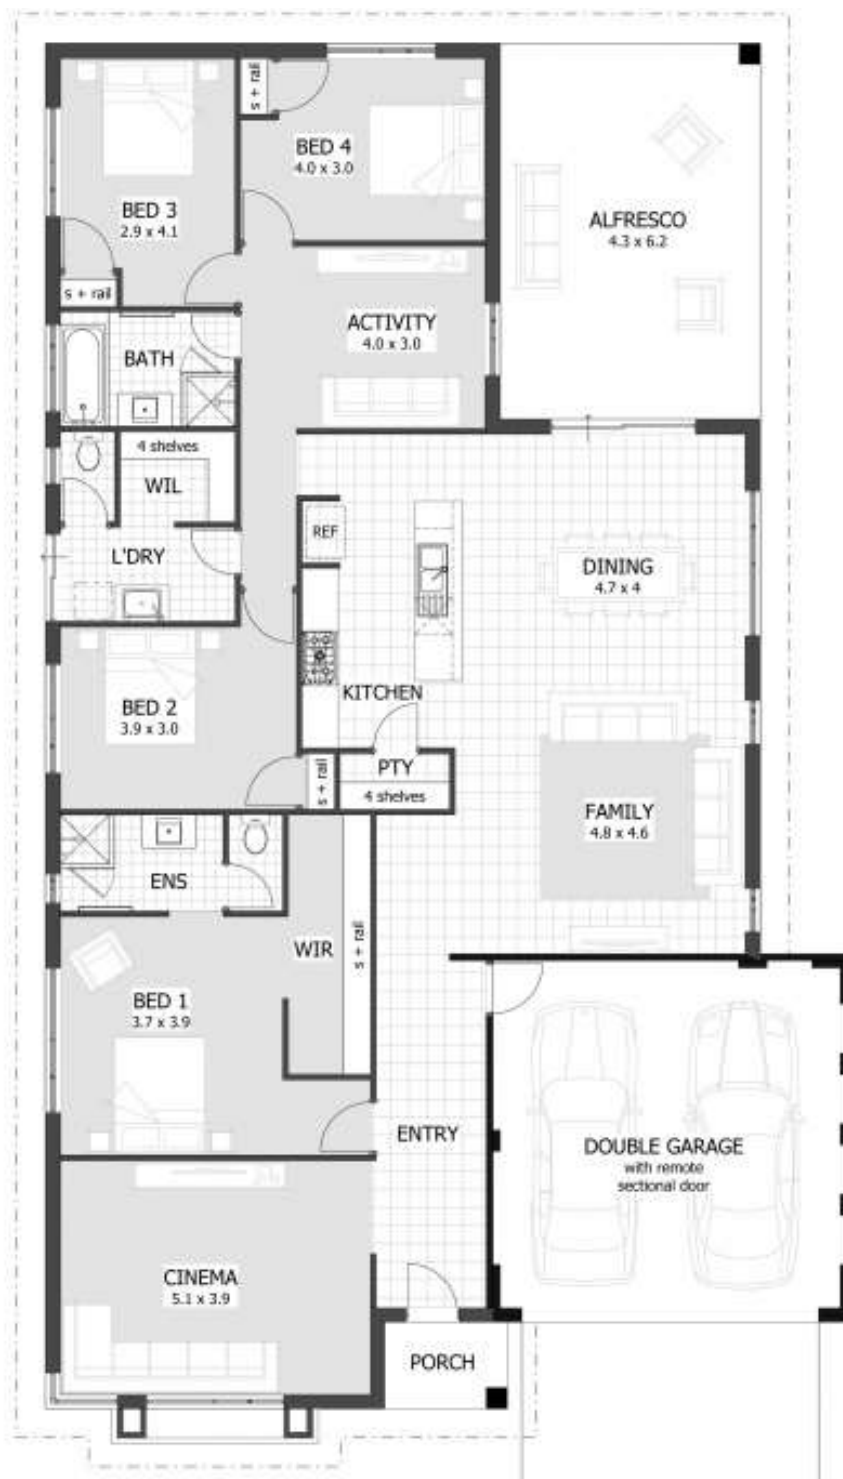 s + rail
BED 4
4.0 x 3.0
BED 3
2.9 x 4.1
ALFRESCO
4.3 x 6.2
s + rail
ACTIVITY
4.0 x 3.0
BATH
4 shelves
WIL
REF
L'DRY
DINING
4.7 x 4
KITCHEN
BED 2
3.9 x 3.0
s + rail
PTY
4 shelves
FAMILY
4.8 x 4.6
ENS
WIR
s + rail
BED 1
3.7 x 3.9
ENTRY
DOUBLE GARAGE
with remote
sectional door
CINEMA
5.1 x 3.9
PORCH